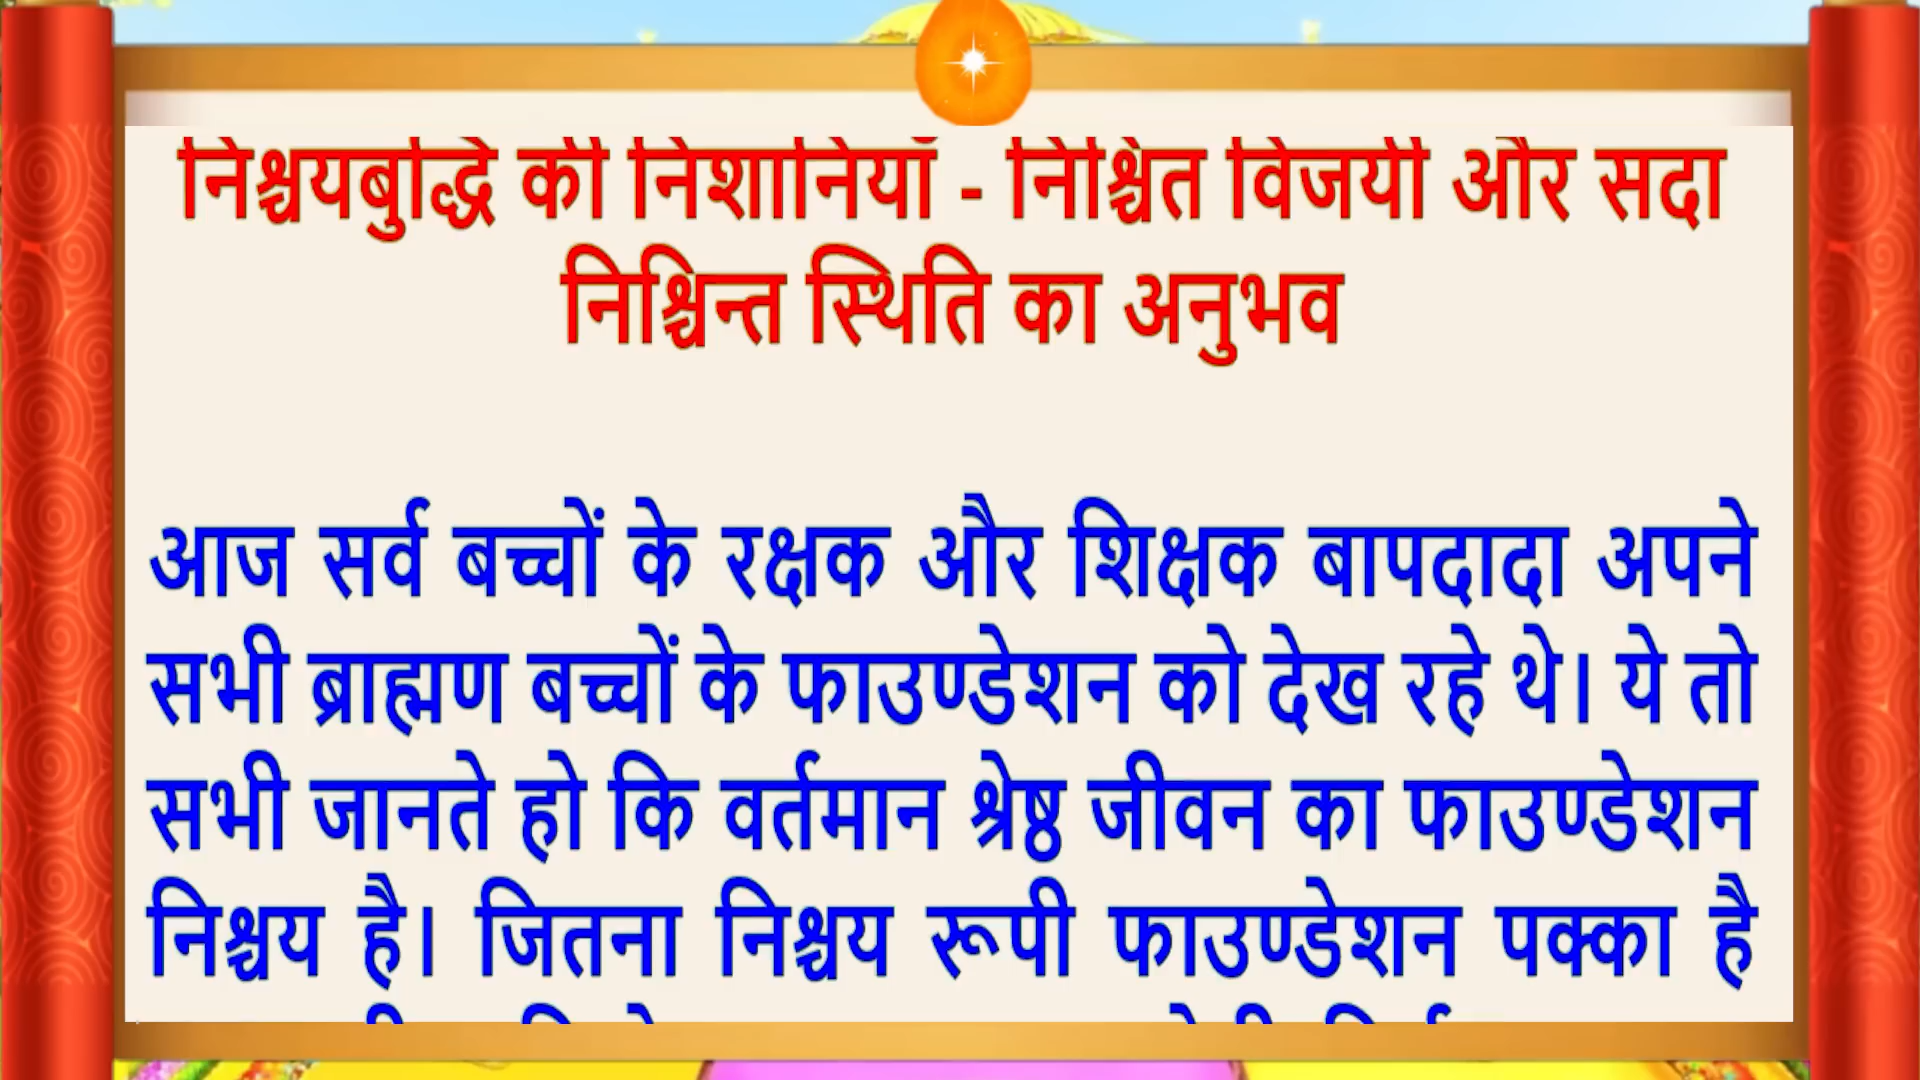 निश्चयबुद्धि की निशानियाँ - निश्चित विजयी और सदा
निश्चिन्त स्थिति का अनुभव
आज सर्व बच्चों के रक्षक और शिक्षक बापदादा अपने
सभी ब्राह्मण बच्चों के फाउण्डेशन को देख रहे थे। ये तो
सभी जानते हो कि वर्तमान श्रेष्ठ जीवन का फाउण्डेशन
निश्चय है। जितना निश्चय रूपी फाउण्डेशन पक्का है